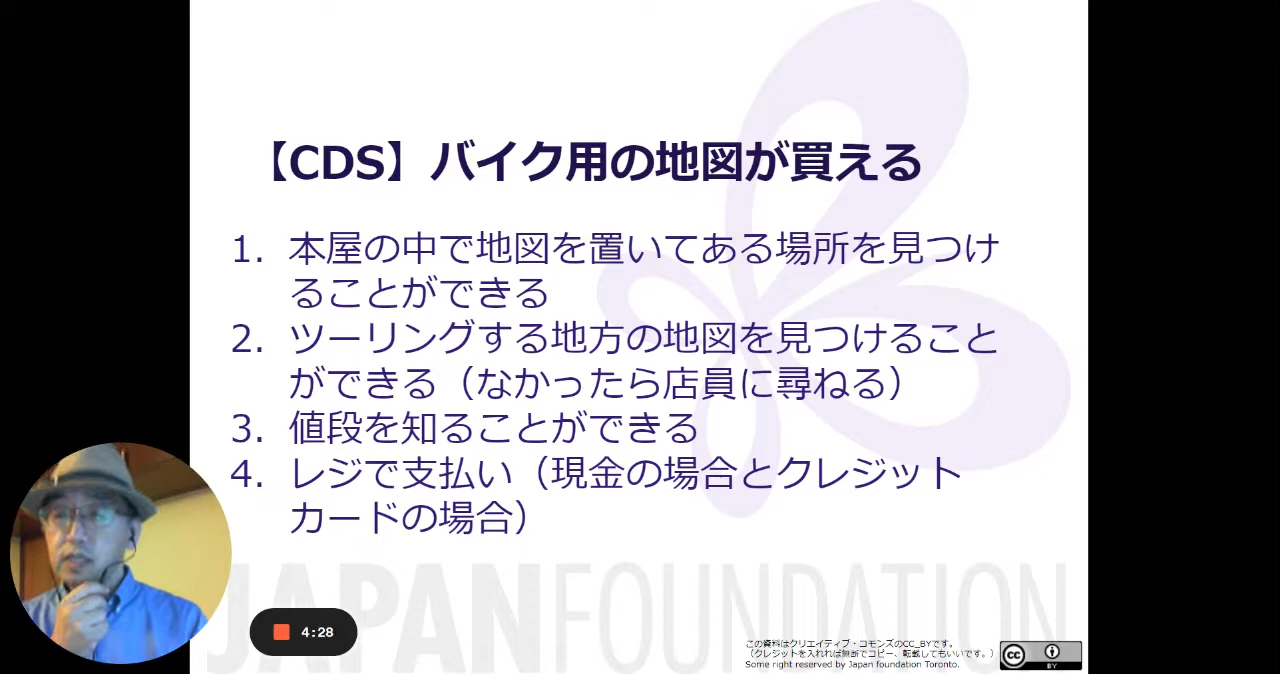 【CDS】バイク用の地図が買える
1. 本屋の中で地図を置いてある場所を見つけ
ることができる
2. ツーリングする地方の地図を見つけること
ができる（なかったら店員に尋ねる）
3. 値段を知ることができる
4. レジで支払い（現金の場合とクレジット
カードの場合）
JAPANFOUNDATION
4:28
この資料はクリエイティブ・コモンズのCC_BYです。
（クレジットを入れれば無断でコピー、転載してもいいです。）
Some right reserved by Japan foundation Toronto.
cc
BY